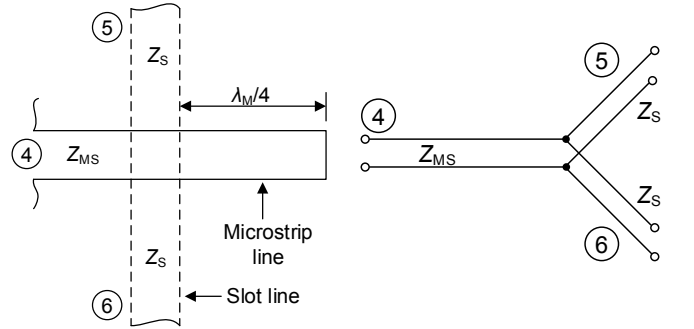 5
Z_S
λ_M/4
4
Z_MS
Microstrip
line
Z_S
6
Slot line
5
4
Z_S
Z_MS
Z_S
6